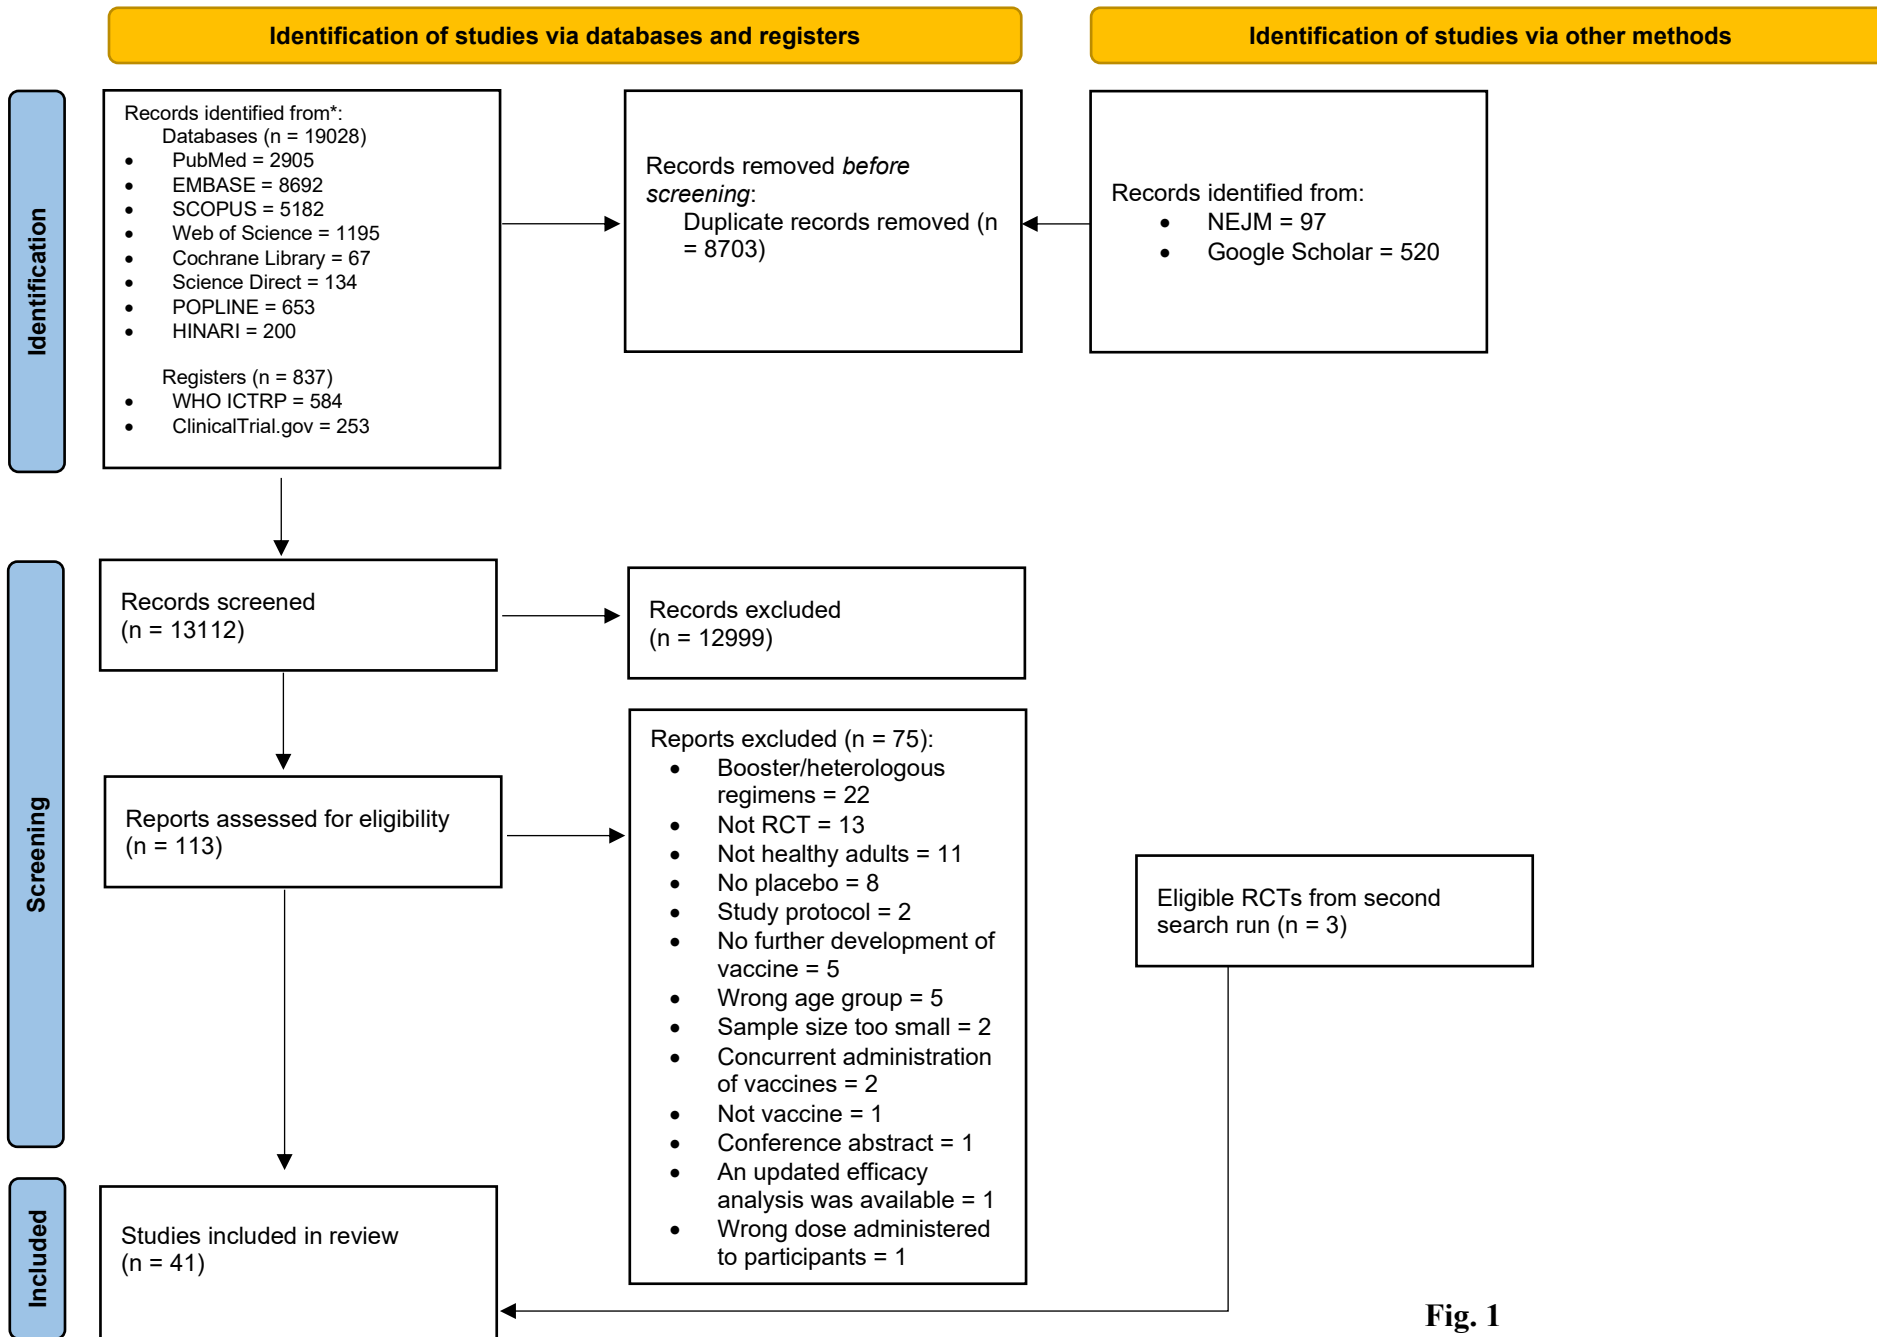 Identification of studies via databases and registers
Identification of studies via other methods
Identification
Records identified from*:
Databases (n = 19028)
• PubMed = 2905
• EMBASE = 8692
• SCOPUS = 5182
• Web of Science = 1195
• Cochrane Library = 67
• Science Direct = 134
• POPLINE = 653
• HINARI = 200
Registers (n = 837)
• WHO ICTRP = 584
• ClinicalTrial.gov = 253
Records removed before
screening:
Duplicate records removed (n
= 8703)
Records identified from:
• NEJM = 97
• Google Scholar = 520
Screening
Records screened
(n = 13112)
Records excluded
(n = 12999)
Reports assessed for eligibility
(n = 113)
Reports excluded (n = 75):
• Booster/heterologous
regimens = 22
• Not RCT = 13
• Not healthy adults = 11
• No placebo = 8
• Study protocol = 2
• No further development of
vaccine = 5
• Wrong age group = 5
• Sample size too small = 2
• Concurrent administration
of vaccines = 2
• Not vaccine = 1
• Conference abstract = 1
• An updated efficacy
analysis was available = 1
• Wrong dose administered
to participants = 1
Eligible RCTs from second
search run (n = 3)
Included
Studies included in review
(n = 41)
Fig. 1